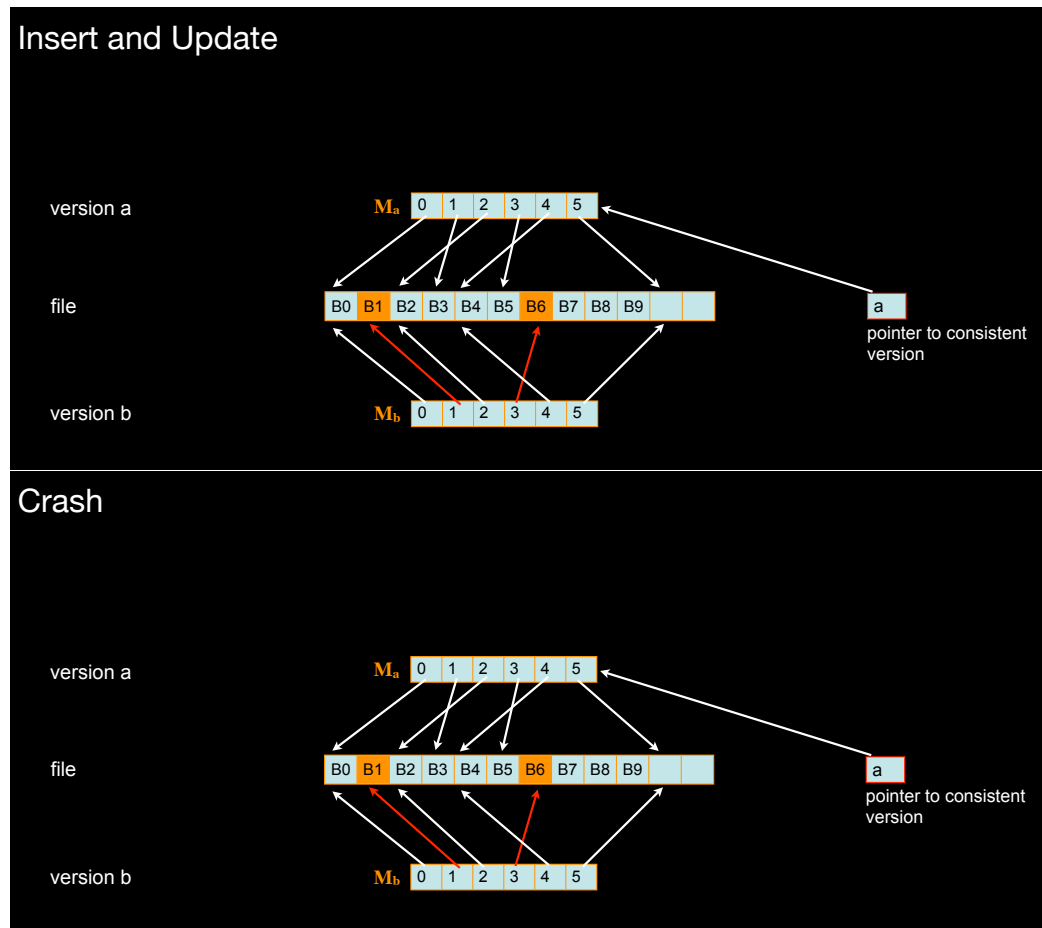 Insert and Update
version a
Ma 0 1 2 3 4 5
file
B0 B1 B2 B3 B4 B5 B6 B7 B8 B9
a
pointer to consistent
version
version b
Mb 0 1 2 3 4 5
Crash
version a
Ma 0 1 2 3 4 5
file
B0 B1 B2 B3 B4 B5 B6 B7 B8 B9
a
pointer to consistent
version
version b
Mb 0 1 2 3 4 5